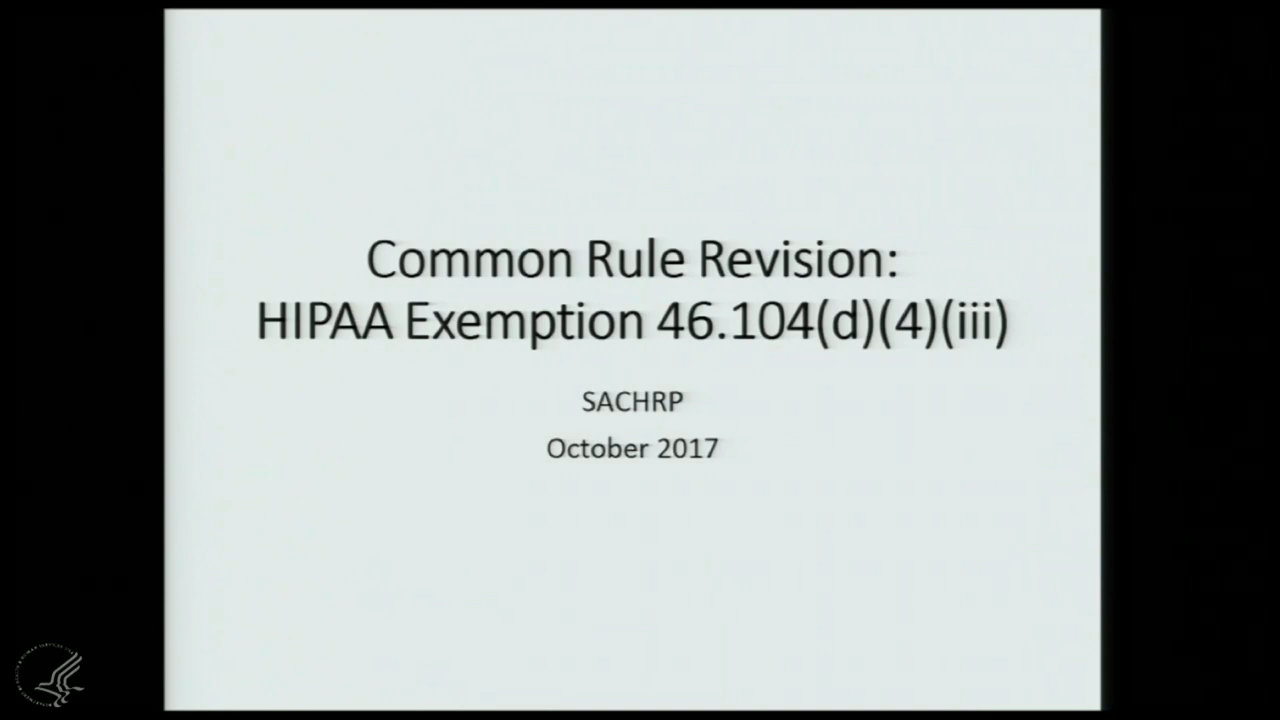 Common Rule Revision:
HIPAA Exemption 46.104(d)(4)(iii)
SACHRP
October 2017